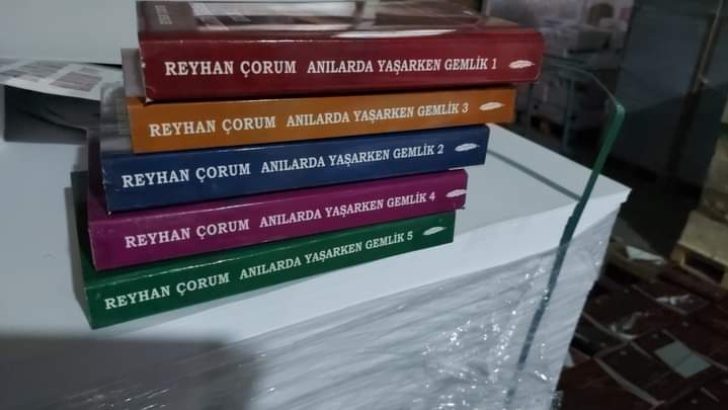 REYHAN ÇORUM ANILARDA YAŞARKEN GEMLİK 1
REYHAN ÇORUM ANILARDA YAŞARKEN GEMLİK 3
REYHAN ÇORUM ANILARDA YAŞARKEN GEMLİK 2
REYHAN ÇORUM ANILARDA YAŞARKEN GEMLİK 4
REYHAN ÇORUM ANILARDA YAŞARKEN GEMLİK 5